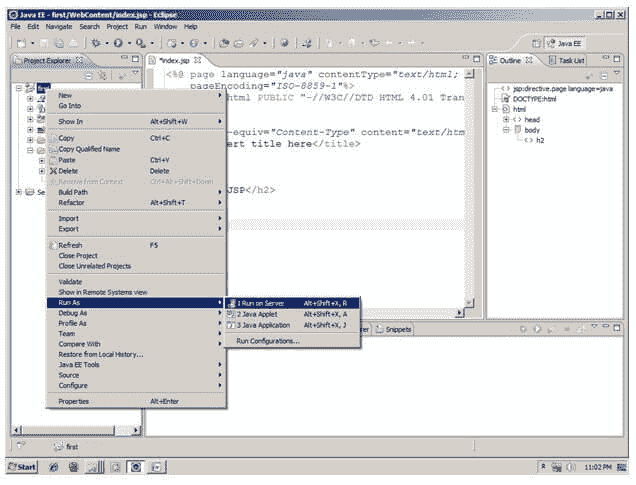 Java EE - first/WebContent/index.jsp - Eclipse
File Edit Navigate Search Project Run Window Help
Java EE
Project Explorer
*index.jsp
Outline
Task List
first
<%@ page language="java" contentType="text/html;
pageEncoding="ISO-8859-1"%>
html PUBLIC "-//W3C//DTD HTML 4.01 Tran
-equiv="Content-Type" content="text/htm
ert title here</title>
JSP</h2>
jsp:directive.page language=java
DOCTYPE:html
html
head
body
h2
New
Go Into
Show In Alt+Shift+W
Copy Ctrl+C
Copy Qualified Name
Paste Ctrl+V
Delete Delete
Remove from Context Ctrl+Alt+Shift+Down
Build Path
Refactor Alt+Shift+T
Import
Export
Refresh F5
Close Project
Close Unrelated Projects
Validate
Show in Remote Systems view
Run As
Debug As
Profile As
Team
Compare With
Restore from Local History...
Java EE Tools
Source
Configure
Properties Alt+Enter
Se
1 Run on Server Alt+Shift+X, R
2 Java Applet Alt+Shift+X, A
3 Java Application Alt+Shift+X, J
Run Configurations...
rer
Snippets
first
Start
11:02 PM